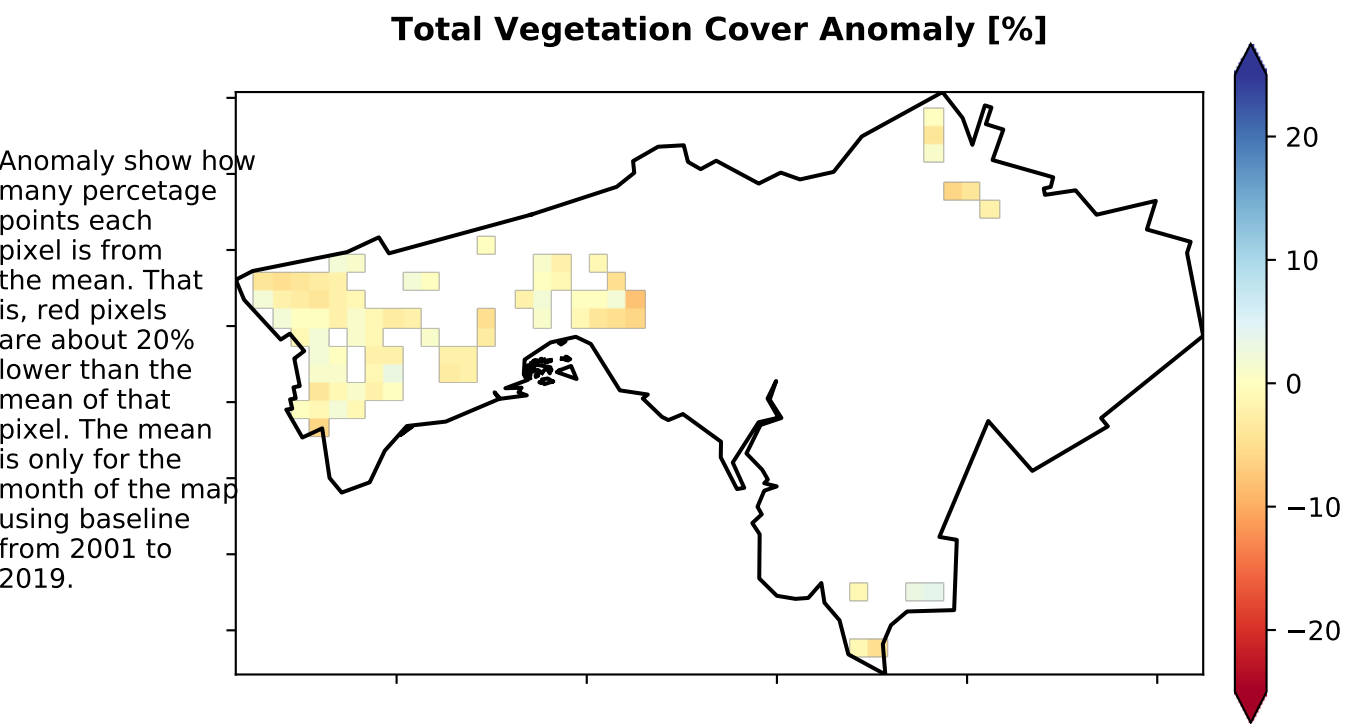 Total Vegetation Cover Anomaly [%]
Anomaly show how
many percetage
points each
pixel is from
the mean. That
is, red pixels
are about 20%
lower than the
mean of that
pixel. The mean
is only for the
month of the map
using baseline
from 2001 to
2019.
20
10
0
−10
−20